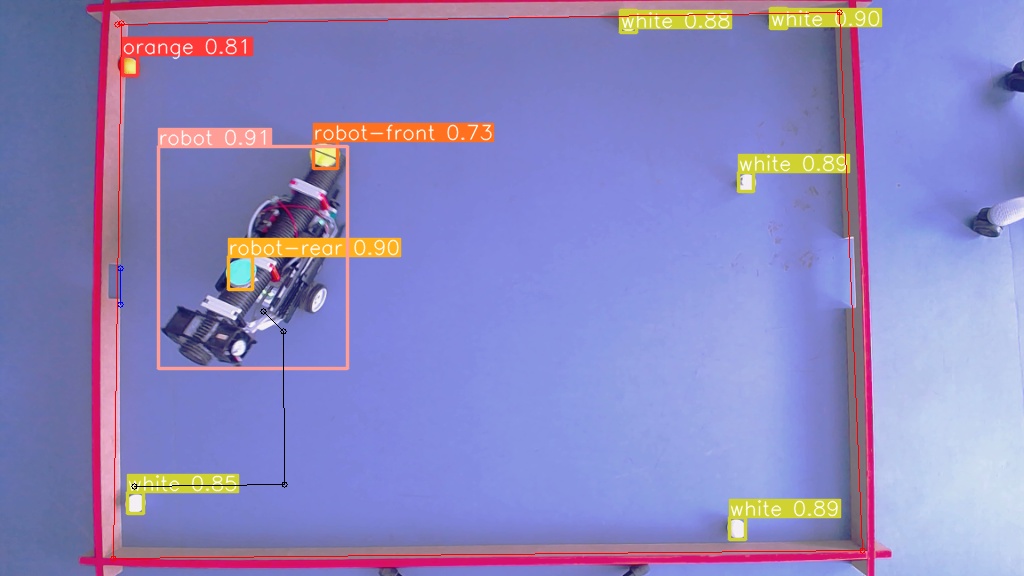 white 0.88
white 0.90
orange 0.81
robot-front 0.73
robot 0.91
white 0.89
robot-rear 0.90
white 0.85
white 0.89